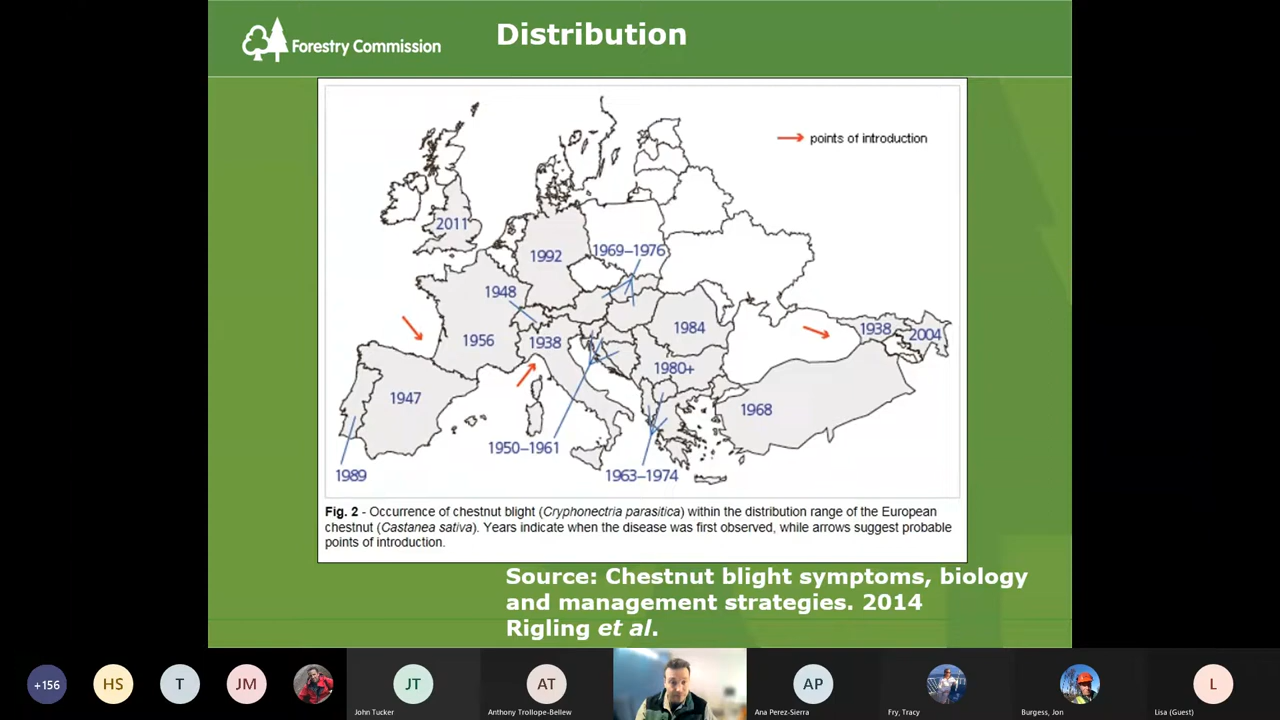 Forestry Commission
Distribution
points of introduction
2011
1992
1969–1976
1948
1956
1938
1984
1938
2004
1980+
1947
1968
1950–1961
1963–1974
1989
Fig. 2 - Occurrence of chestnut blight (Cryphonectria parasitica) within the distribution range of the European
chestnut (Castanea sativa). Years indicate when the disease was first observed, while arrows suggest probable
points of introduction.
Source: Chestnut blight symptoms, biology
and management strategies. 2014
Rigling et al.
+156
HS
T
JM
JT
AT
AP
L
John Tucker
Anthony Trollope-Bellew
Ana Perez-Sierra
Fry, Tracy
Burgess, Jon
Lisa (Guest)